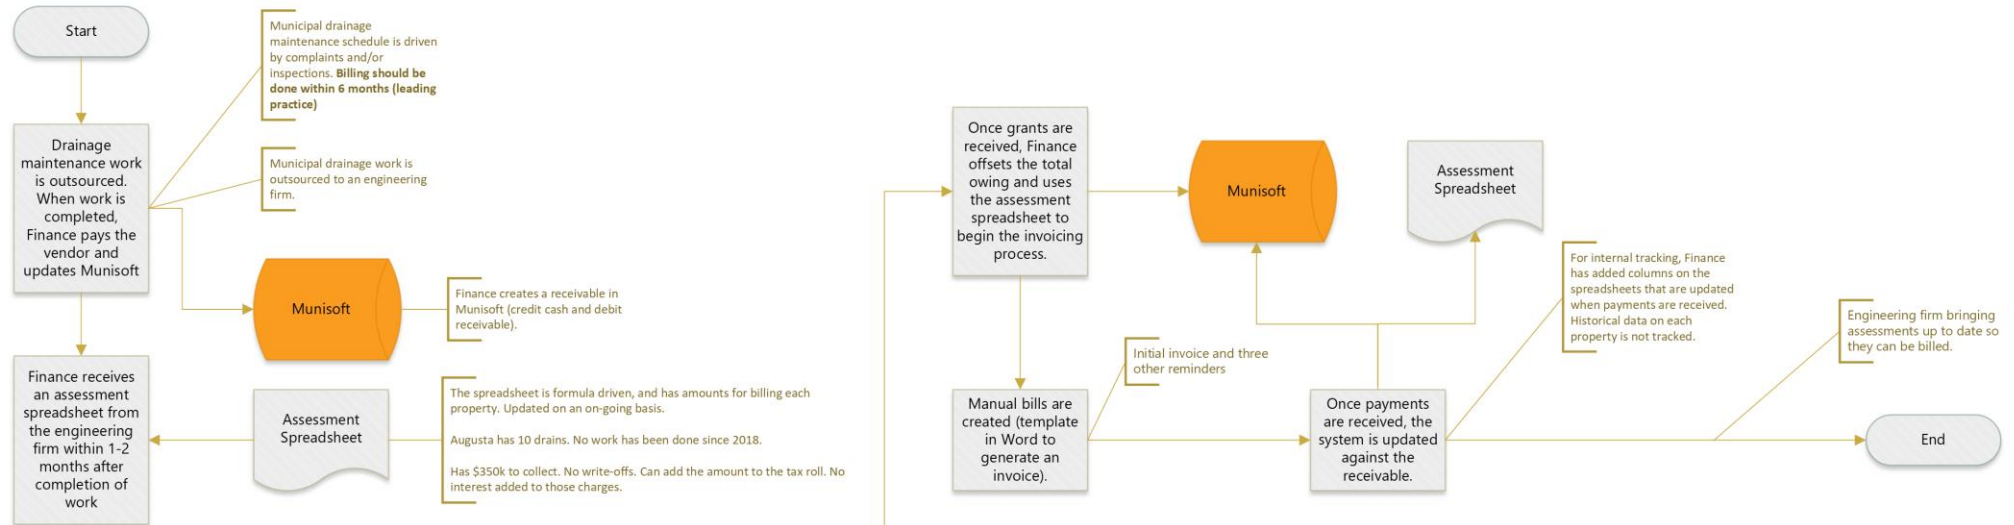 Start
Municipal drainage
maintenance schedule is driven
by complaints and/or
inspections. Billing should be
done within 6 months (leading
practice)
Drainage
maintenance work
is outsourced.
When work is
completed,
Finance pays the
vendor and
updates Munisoft
Municipal drainage work is
outsourced to an engineering
firm.
Munisoft
Finance creates a receivable in
Munisoft (credit cash and debit
receivable).
Finance receives
an assessment
spreadsheet from
the engineering
firm within 1-2
months after
completion of
work
Assessment
Spreadsheet
The spreadsheet is formula driven, and has amounts for billing each
property. Updated on an on-going basis.
Augusta has 10 drains. No work has been done since 2018.
Has $350k to collect. No write-offs. Can add the amount to the tax roll. No
interest added to those charges.
Once grants are
received, Finance
offsets the total
owing and uses
the assessment
spreadsheet to
begin the invoicing
process.
Munisoft
Assessment
Spreadsheet
Manual bills are
created (template
in Word to
generate an
invoice).
Initial invoice and three
other reminders
Once payments
are received, the
system is updated
against the
receivable.
For internal tracking, Finance
has added columns on the
spreadsheets that are updated
when payments are received.
Historical data on each
property is not tracked.
Engineering firm bringing
assessments up to date so
they can be billed.
End